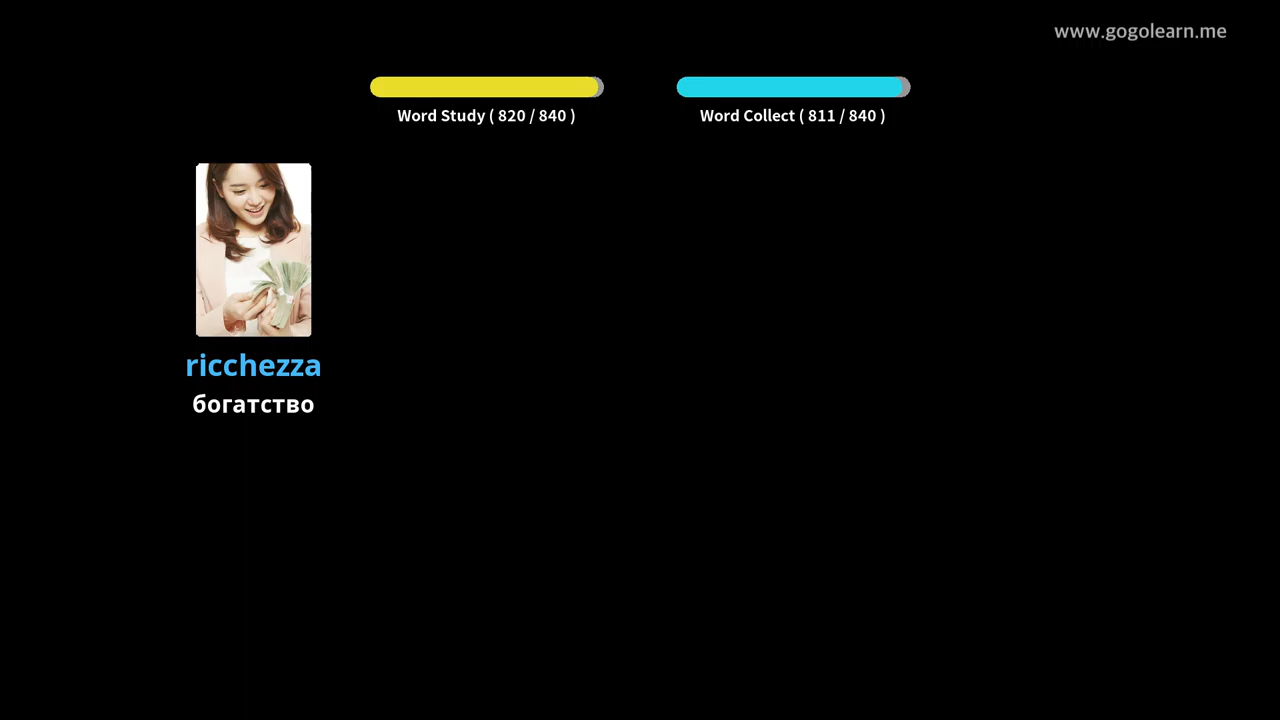 www.gogolearn.me
Word Study ( 820 / 840 )
Word Collect ( 811 / 840 )
ricchezza
богатство